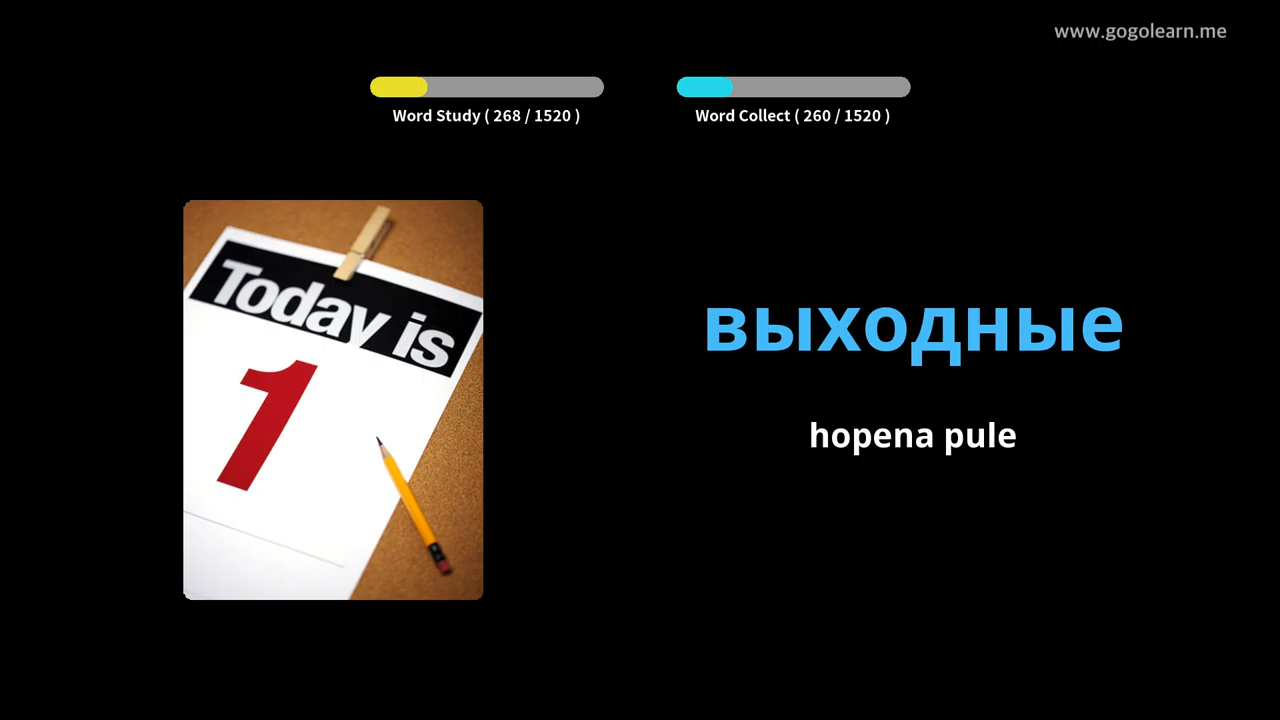 www.gogolearn.me
Word Study ( 268 / 1520 )
Word Collect ( 260 / 1520 )
Today is
1
выходные
hopena pule